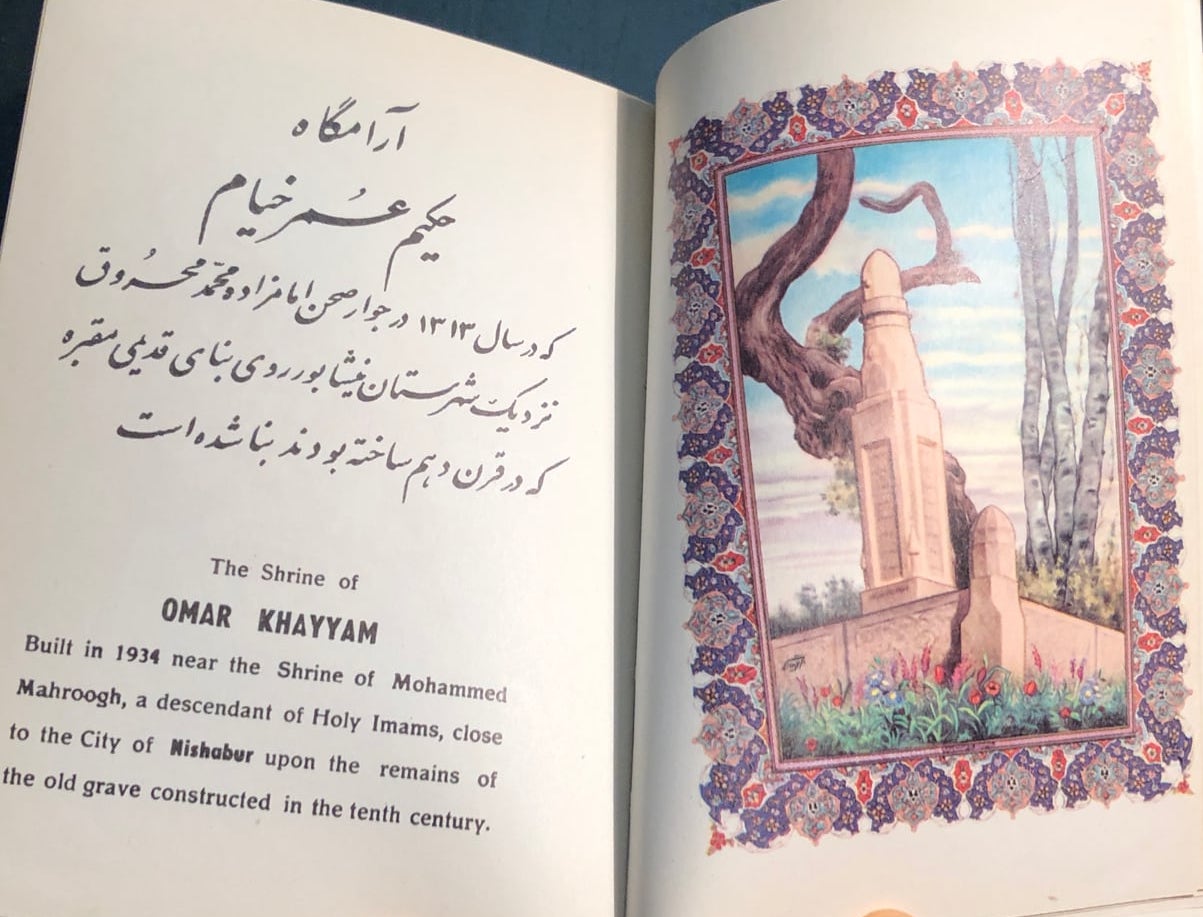 آرامگاه
حکیم عُمر خیام
که در سال ۱۳۱۳ در جوار صحن امامزاده محمّد محروق
نزدیک شهرستان نیشابور روی بنای قدیمی مقبره
که در قرن دهم ساخته بودند بنا شده است
The Shrine of
OMAR KHAYYAM
Built in 1934 near the Shrine of Mohammed
Mahroogh, a descendant of Holy Imams, close
to the City of Nishabur upon the remains of
the old grave constructed in the tenth century.